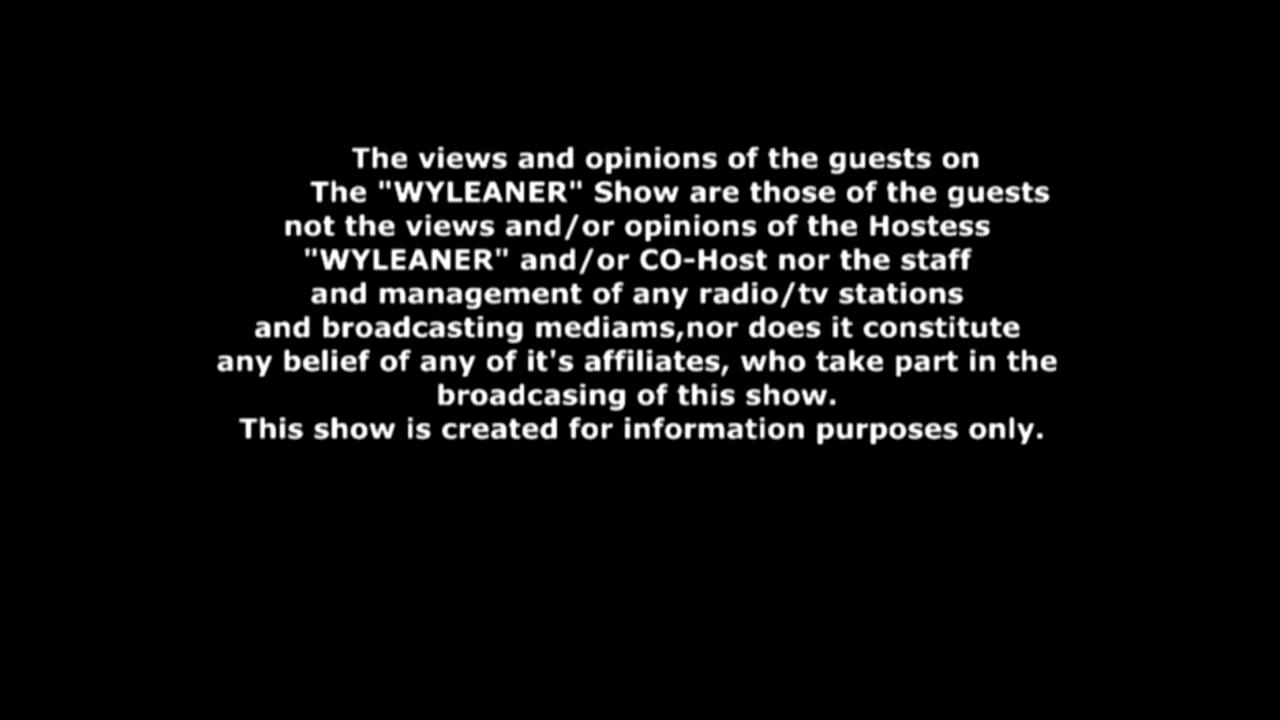 The views and opinions of the guests on
The "WYLEANER" Show are those of the guests
not the views and/or opinions of the Hostess
"WYLEANER" and/or CO-Host nor the staff
and management of any radio/tv stations
and broadcasting mediams,nor does it constitute
any belief of any of it's affiliates, who take part in the
broadcasing of this show.
This show is created for information purposes only.